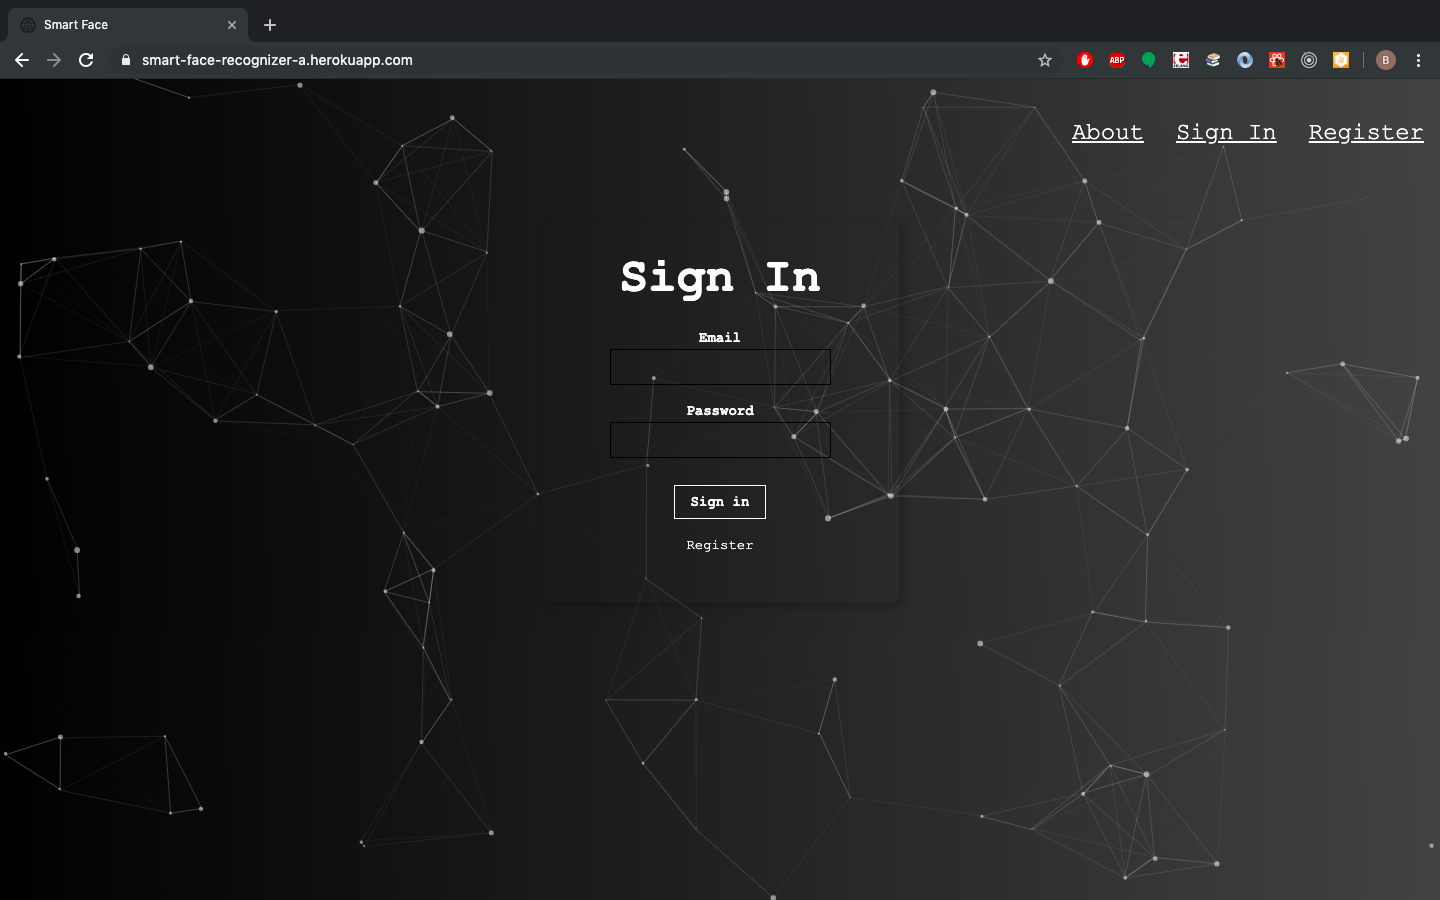 Smart Face
smart-face-recognizer-a.herokuapp.com
ABP
B
About Sign In Register
Sign In
Email
Password
Sign in
Register